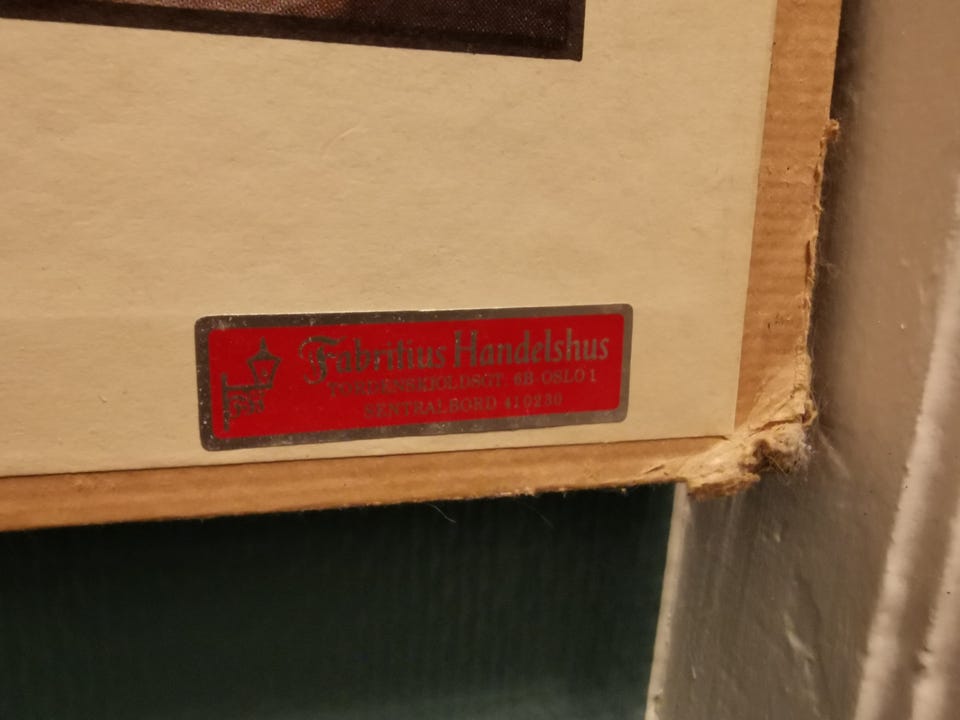 Fabritius Handelshus
TORDENSKIOLDSGT. 6B OSLO 1
SENTRALBORD 410230